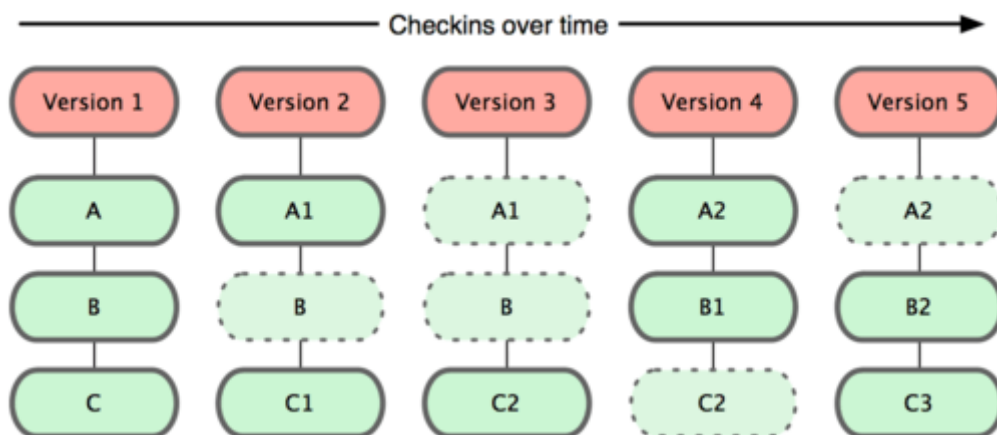 Checkins over time
Version 1 Version 2 Version 3 Version 4 Version 5
A A1 A1 A2 A2
B B B B1 B2
C C1 C2 C2 C3